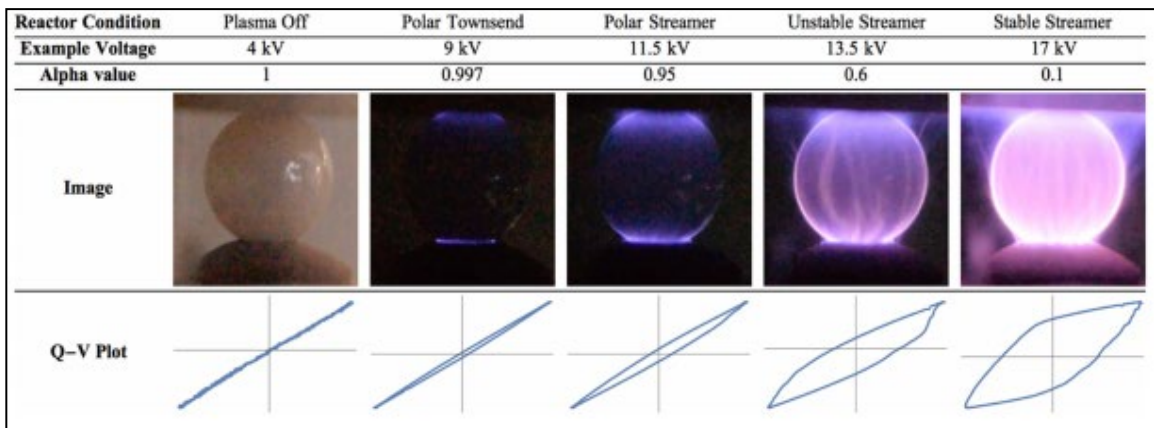 Reactor Condition Plasma Off Polar Townsend Polar Streamer Unstable Streamer Stable Streamer
Example Voltage 4 kV 9 kV 11.5 kV 13.5 kV 17 kV
Alpha value 1 0.997 0.95 0.6 0.1
Image
Q–V Plot